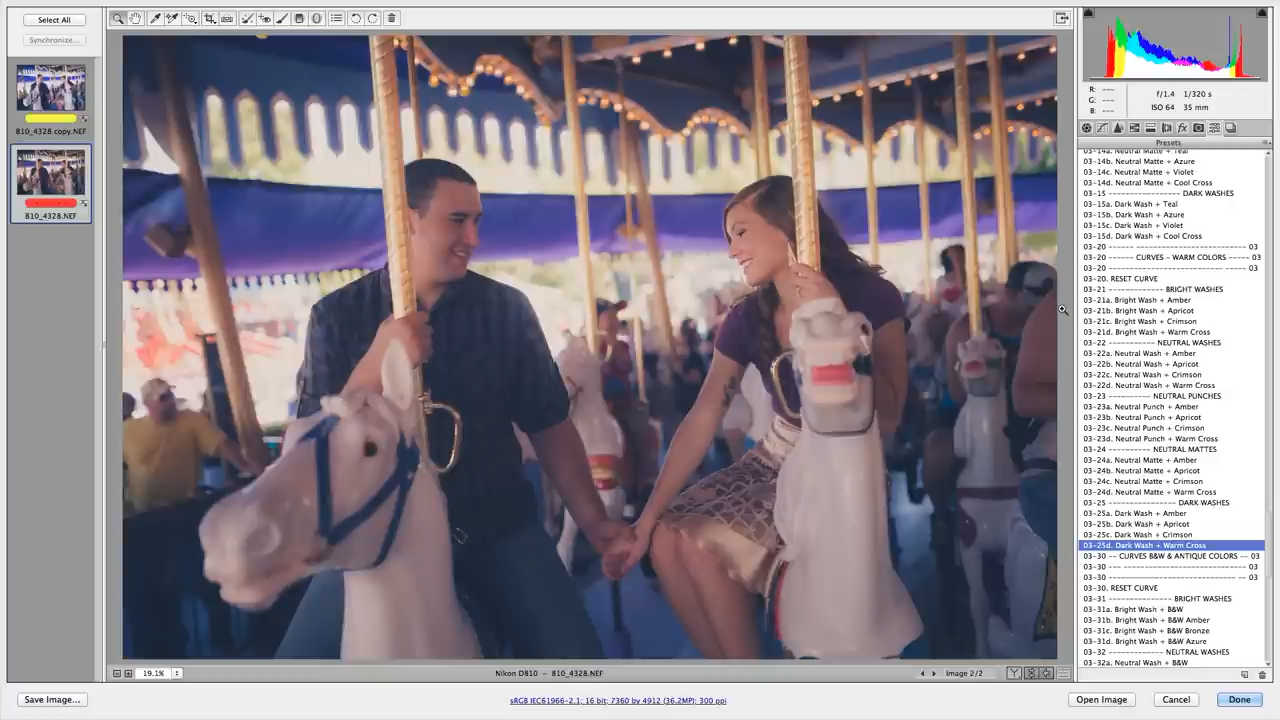 Select All
Synchronize...
810_4328 copy.NEF
810_4328.NEF
R: ---
G: ---
B: ---
f/1.4 1/320 s
ISO 64 35 mm
Presets
03-14a. Neutral Matte + Teal
03-14b. Neutral Matte + Azure
03-14c. Neutral Matte + Violet
03-14d. Neutral Matte + Cool Cross
03-15 ---------------- DARK WASHES
03-15a. Dark Wash + Teal
03-15b. Dark Wash + Azure
03-15c. Dark Wash + Violet
03-15d. Dark Wash + Cool Cross
03-20 ------ ---------------------------- 03
03-20 ------ CURVES - WARM COLORS ----- 03
03-20 ---------------------------- ------ 03
03-20. RESET CURVE
03-21 ------------- BRIGHT WASHES
03-21a. Bright Wash + Amber
03-21b. Bright Wash + Apricot
03-21c. Bright Wash + Crimson
03-21d. Bright Wash + Warm Cross
03-22 ----------- NEUTRAL WASHES
03-22a. Neutral Wash + Amber
03-22b. Neutral Wash + Apricot
03-22c. Neutral Wash + Crimson
03-22d. Neutral Wash + Warm Cross
03-23 ---------- NEUTRAL PUNCHES
03-23a. Neutral Punch + Amber
03-23b. Neutral Punch + Apricot
03-23c. Neutral Punch + Crimson
03-23d. Neutral Punch + Warm Cross
03-24 ---------- NEUTRAL MATTES
03-24a. Neutral Matte + Amber
03-24b. Neutral Matte + Apricot
03-24c. Neutral Matte + Crimson
03-24d. Neutral Matte + Warm Cross
03-25 ---------------- DARK WASHES
03-25a. Dark Wash + Amber
03-25b. Dark Wash + Apricot
03-25c. Dark Wash + Crimson
03-25d. Dark Wash + Warm Cross
03-30 -- CURVES B&W & ANTIQUE COLORS -- 03
03-30 --- ---------------------------- 03
03-30 ------------------------------ -- 03
03-30. RESET CURVE
03-31 --------------- BRIGHT WASHES
03-31a. Bright Wash + B&W
03-31b. Bright Wash + B&W Amber
03-31c. Bright Wash + B&W Bronze
03-31d. Bright Wash + B&W Azure
03-32 ------------- NEUTRAL WASHES
03-32a. Neutral Wash + B&W
19.1%
Nikon D810 - 810_4328.NEF
Image 2/2
Save Image...
sRGB IEC61966-2.1; 16 bit; 7360 by 4912 (36.2MP); 300 ppi
Open Image
Cancel
Done